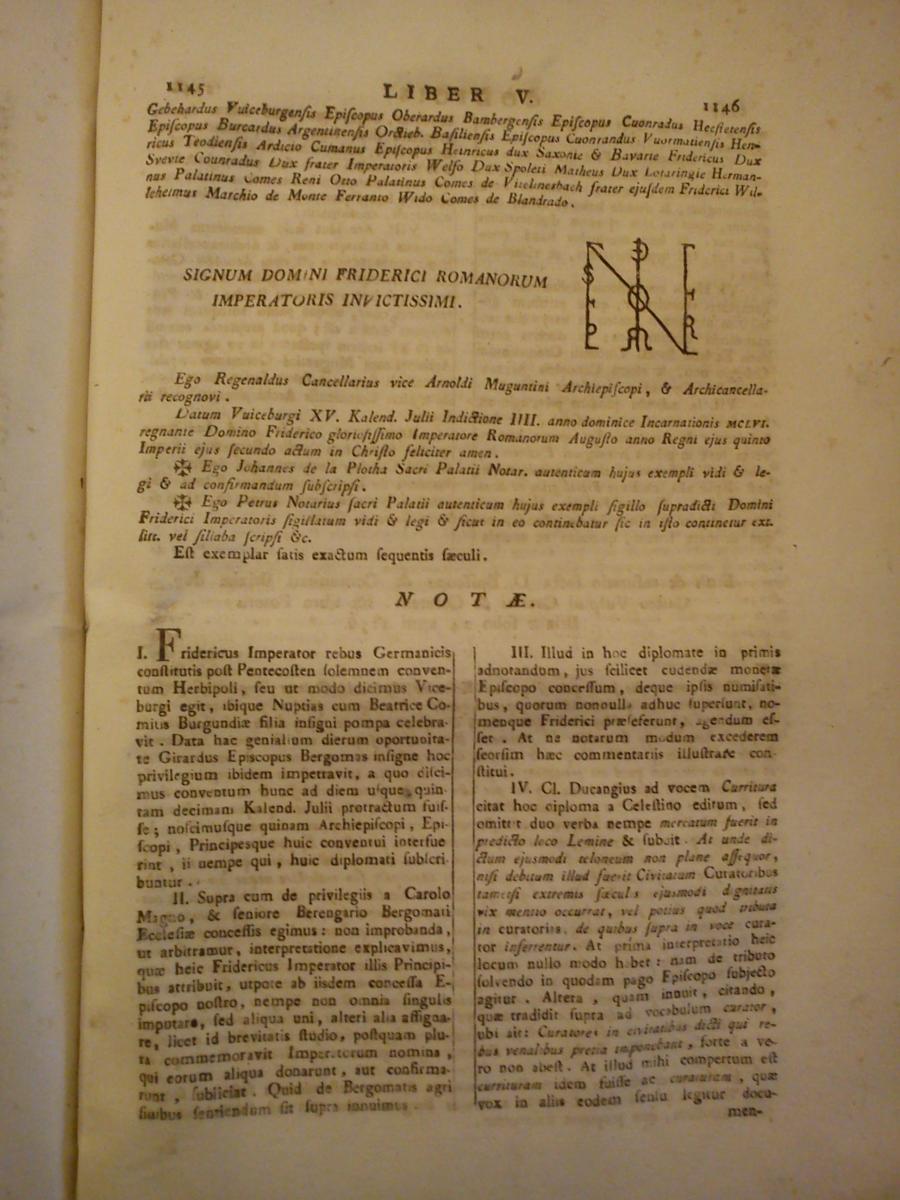 1145
LIBER V.
1146
Gebehardus Vuiceburgensis Episcopus Oberardus Bambergensis Episcopus Cuonradus Hecstetensis
Episcopus Burcardus Argentinensis Ordieb. Basiliensis Episcopus Cuonrandus Vuormatiensis Hen-
ricus Teodiensis Ardicio Cumanus Episcopus Heinricus dux Saxonie & Bavarie Fridericus Dux
Svevie Counradus Dux frater Imperatoris Welfo Dux Spoleti Matheus Dux Lotaringie Herman-
nus Palatinus Comes Reni Otto Palatinus Comes de Vitelinesbach frater ejusdem Friderici Wil-
lehelmus Marchio de Monte Ferranto Wido Comes de Blandrado.
SIGNUM DOMINI FRIDERICI ROMANORUM
IMPERATORIS INVICTISSIMI.
Ego Regenaldus Cancellarius vice Arnoldi Muguntini Archiepiscopi, & Archicancella-
rii recognovi.
Datum Vuiceburgi XV. Kalend. Julii Indictione IIII. anno dominice Incarnationis MCLVI.
regnante Domino Friderico gloriosissimo Imperatore Romanorum Augusto anno Regni ejus quinto
Imperii ejus secundo actum in Christo feliciter amen.
✠ Ego Johannes de la Plotha Sacri Palatii Notar. autenticam hujus exempli vidi & le-
gi & ad confirmandum subscripsi.
✠ Ego Petrus Notarius sacri Palatii autenticum hujus exempli sigillo supradicti Domini
Friderici Imperatoris sigillatum vidi & legi & sicut in eo continebatur sic in isto continetur ext.
litt. vel sillaba scripsi &c.
Est exemplar satis exactum sequentis sæculi.
NOTÆ.
I. Fridericus Imperator rebus Germanicis
constitutis post Pentecosten solemnem conven-
tum Herbipoli, seu ut modo dicimus Vice-
burgi egit, ibique Nuptias cum Beatrice Co-
mitis Burgundiæ filia insigni pompa celebra-
vit. Data hac genialium dierum oportunita-
te Girardus Episcopus Bergomas insigne hoc
privilegium ibidem impetravit, a quo disci-
mus conventum hunc ad diem usque quin-
tam decimam Kalend. Julii protractum fuis-
se; noscimusque quinam Archiepiscopi, Epi-
scopi, Principesque huic conventui interfue
rint, ii nempe qui, huic diplomati subscri-
buntur.
II. Supra cum de privilegiis a Carolo
Magno, & seniore Berengario Bergomati
Ecclesiæ concessis egimus: non improbanda,
ut arbitramur, interpretatione explicavimus,
quæ heic Fridericus Imperator illis Principi-
bus attribuit, utpote ab iisdem concessa E-
piscopo nostro, nempe non omnia singulis
imputare, sed aliqua uni, alteri alia assigna-
re, licet id brevitatis studio, postquam plu-
ra commemoravit Imperatorum nomina,
qui eorum aliqua donarunt, aut confirma-
runt, subliciat. Quid de Bergomatis agri
finibus sentiendum sit supra innuimus.
III. Illud in hoc diplomate in primis
adnotandum, jus scilicet cudendæ monetæ
Episcopo concessum, deque ipsis numismati-
bus, quorum nonnulla adhuc supersunt, no-
menque Friderici præseferunt, agendum es-
set. At ne notarum modum excederem
seorsim hæc commentariis illustrare con-
stitui.
IV. Cl. Ducangius ad vocem Curritura
citat hoc diploma a Celestino editum, sed
omittit duo verba nempe mercatum fuerit in
predicto loco Lemine & subdit. At unde di-
ctum ejusmodi teloneum non plane assequor,
nisi debitum illud fuerit Civitatum Curatoribus
tametsi extremis sæculis ejusmodi dignitatis
vix mentio occurrat, vel potius quod tributa
in curatoriis, de quibus supra in voce cura-
tor inferrentur. At prima interpretatio heic
locum nullo modo habet: nam de tributo
solvendo in quodam pago Episcopo subjecto
agitur. Altera, quam innuit, citando,
quæ tradidit supra ad vocabulum curator,
ubi ait: Curatores in civitatibus dicti qui re-
bus venalibus pretia imponebant, forte a ve-
ro non abest. At illud mihi compertum est
currituram idem fuisse ac curaturam, quæ
vox in aliis eodem sensu legitur docu-
men-